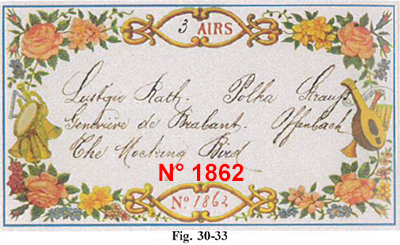 3 AIRS
Lustiger Rath. Polka Strauss
Geneviève de Brabant. Offenbach
The Mocking Bird
N° 1862
N° 1862
Fig. 30-33